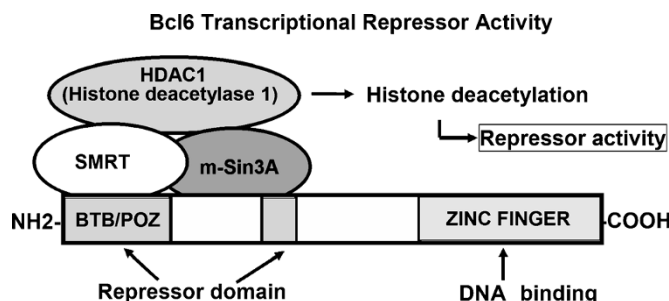 Bcl6 Transcriptional Repressor Activity
HDAC1
(Histone deacetylase 1)
Histone deacetylation
Repressor activity
SMRT
m-Sin3A
NH2-
BTB/POZ
ZINC FINGER
-COOH
Repressor domain
DNA binding